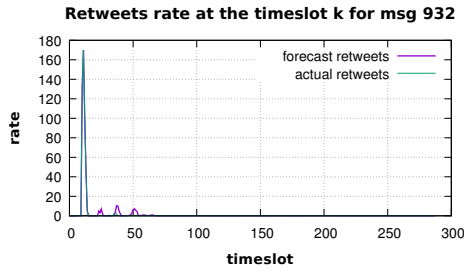 Retweets rate at the timeslot k for msg 932
180
160
140
120
100
80
60
40
20
0
rate
forecast retweets
actual retweets
0 50 100 150 200 250 300
timeslot